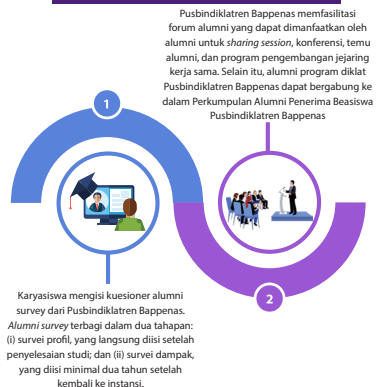 Pusbindiklatren Bappenas memfasilitasi
forum alumni yang dapat dimanfaatkan oleh
alumni untuk sharing session, konferensi, temu
alumni, dan program pengembangan jejaring
kerja sama. Selain itu, alumni program diklat
Pusbindiklatren Bappenas dapat bergabung ke
dalam Perkumpulan Alumni Penerima Beasiswa
Pusbindiklatren Bappenas
1
2
Karyasiswa mengisi kuesioner alumni
survey dari Pusbindiklatren Bappenas.
Alumni survey terbagi dalam dua tahapan:
(i) survei profil, yang langsung diisi setelah
penyelesaian studi; dan (ii) survei dampak,
yang diisi minimal dua tahun setelah
kembali ke instansi.